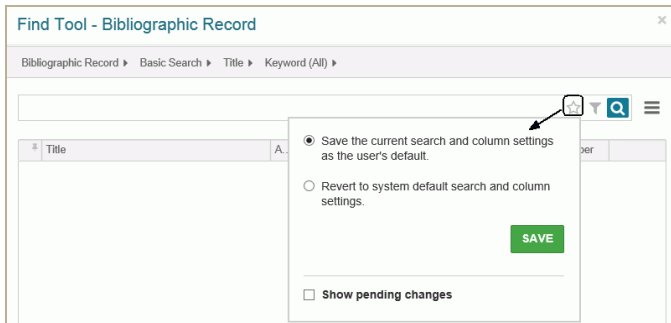 Find Tool - Bibliographic Record
Bibliographic Record Basic Search Title Keyword (All)
Title A..
Save the current search and column settings
as the user's default.
Revert to system default search and column
settings.
SAVE
Show pending changes